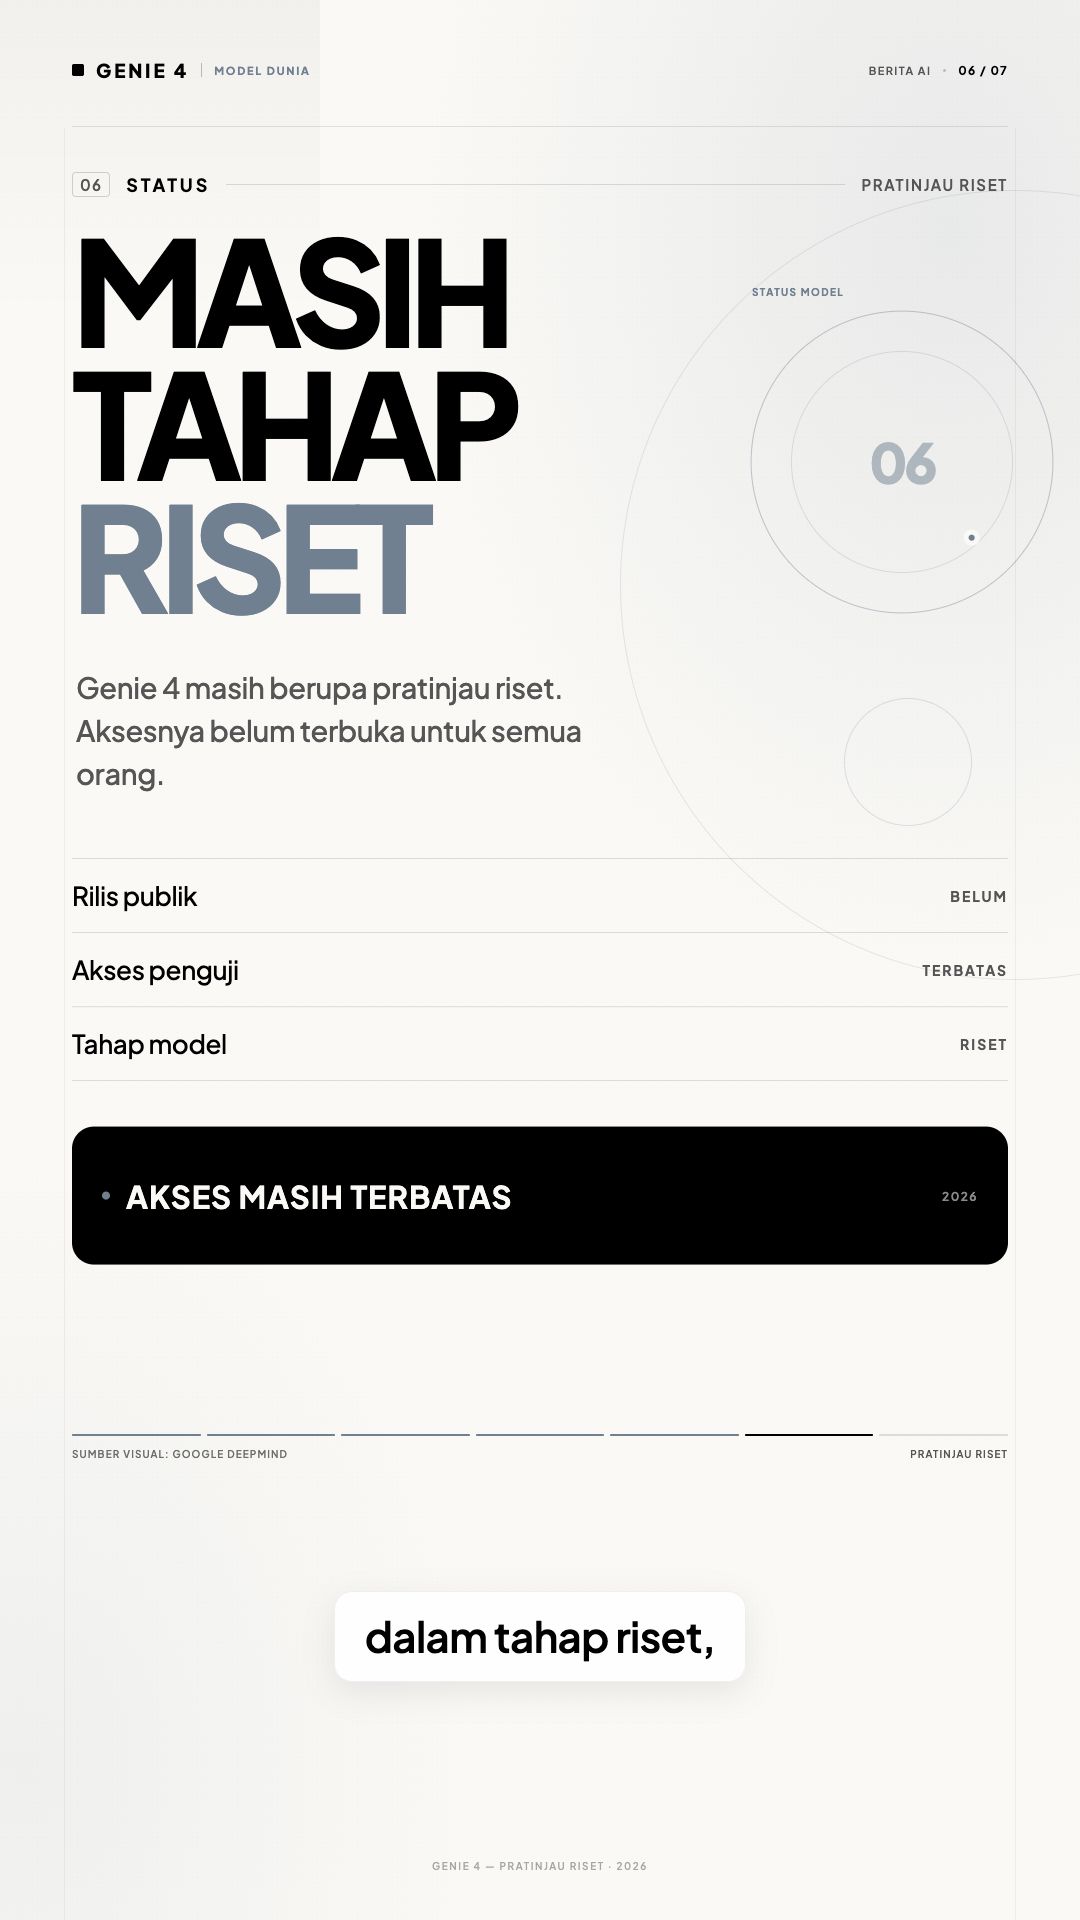 GENIE 4 | MODEL DUNIA
BERITA AI • 06 / 07
06 STATUS
PRATINJAU RISET
MASIH
TAHAP
RISET
STATUS MODEL
06
Genie 4 masih berupa pratinjau riset.
Aksesnya belum terbuka untuk semua
orang.
Rilis publik BELUM
Akses penguji TERBATAS
Tahap model RISET
AKSES MASIH TERBATAS 2026
SUMBER VISUAL: GOOGLE DEEPMIND
PRATINJAU RISET
dalam tahap riset,
GENIE 4 — PRATINJAU RISET · 2026